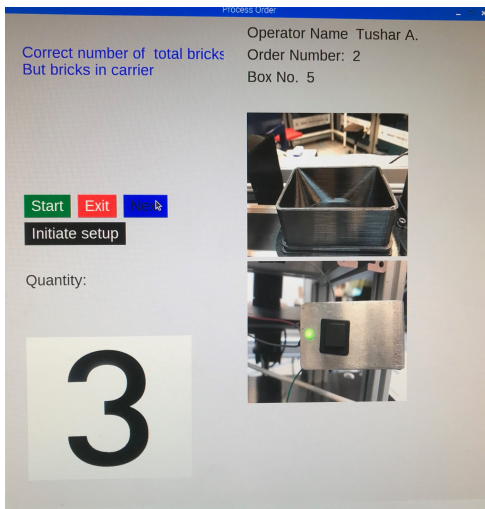 Process Order
Correct number of total bricks
But bricks in carrier
Operator Name Tushar A.
Order Number: 2
Box No. 5
Start Exit Next
Initiate setup
Quantity:
3